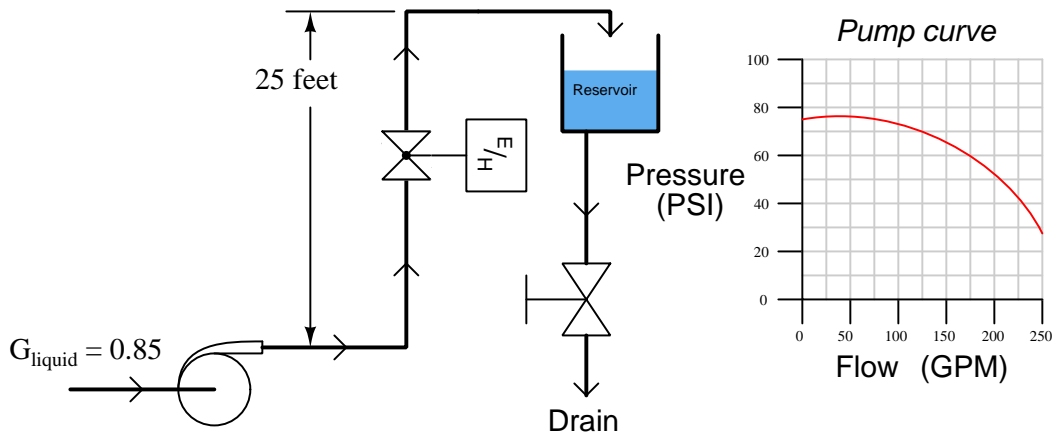 25 feet
G liquid = 0.85
E/H
Reservoir
Drain
Pump curve
Pressure
(PSI)
100
80
60
40
20
0
0 50 100 150 200 250
Flow (GPM)